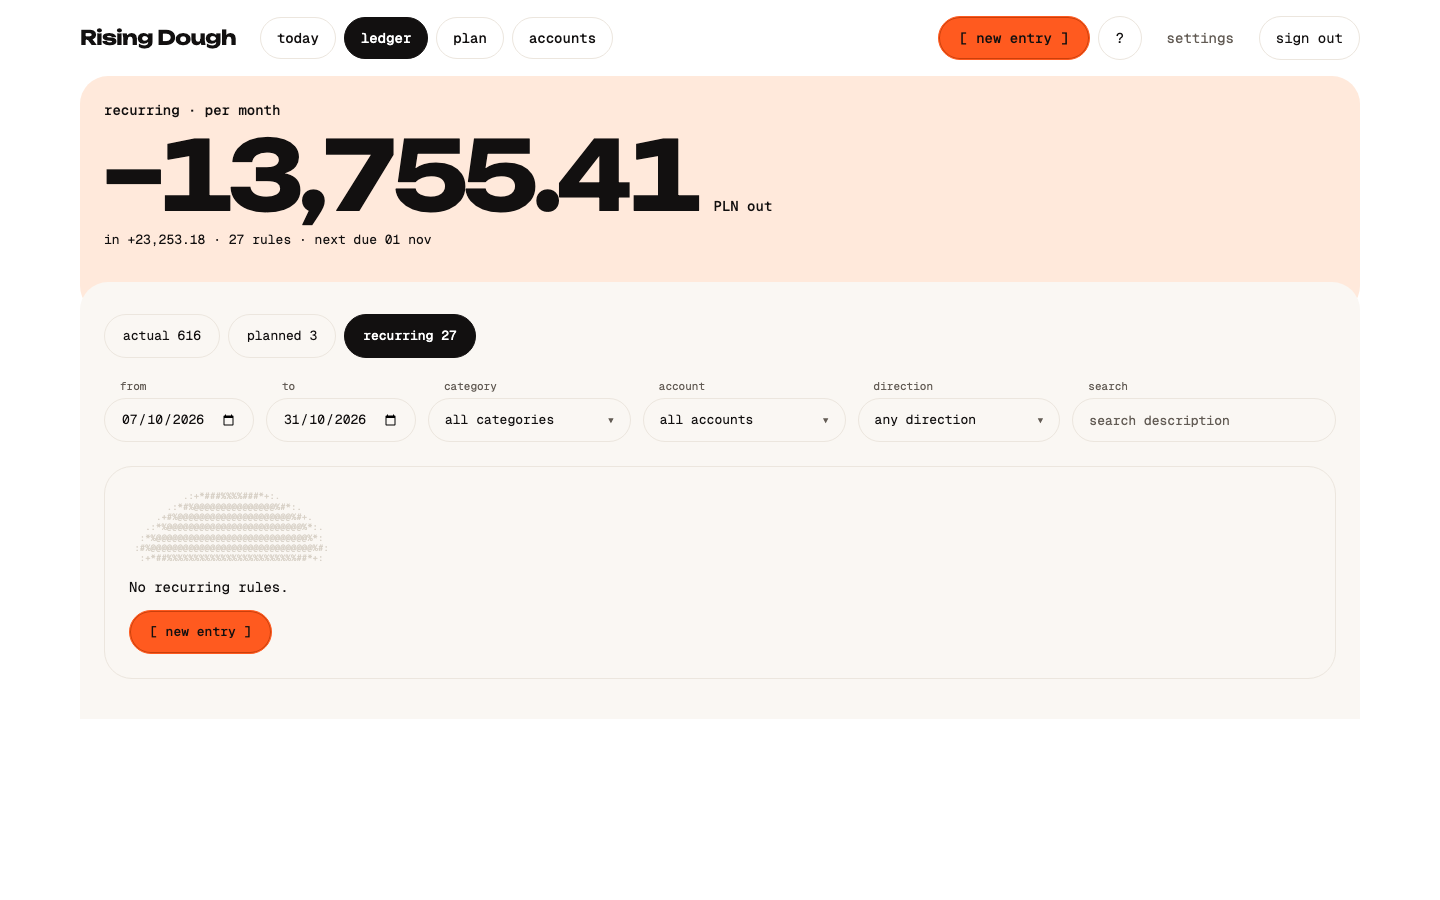 Rising Dough today ledger plan accounts [ new entry ] ? settings sign out
recurring · per month
−13,755.41 PLN out
in +23,253.18 · 27 rules · next due 01 nov
actual 616 planned 3 recurring 27
from to category account direction search
07/10/2026 31/10/2026 all categories ▾ all accounts ▾ any direction ▾ search description
No recurring rules.
[ new entry ]